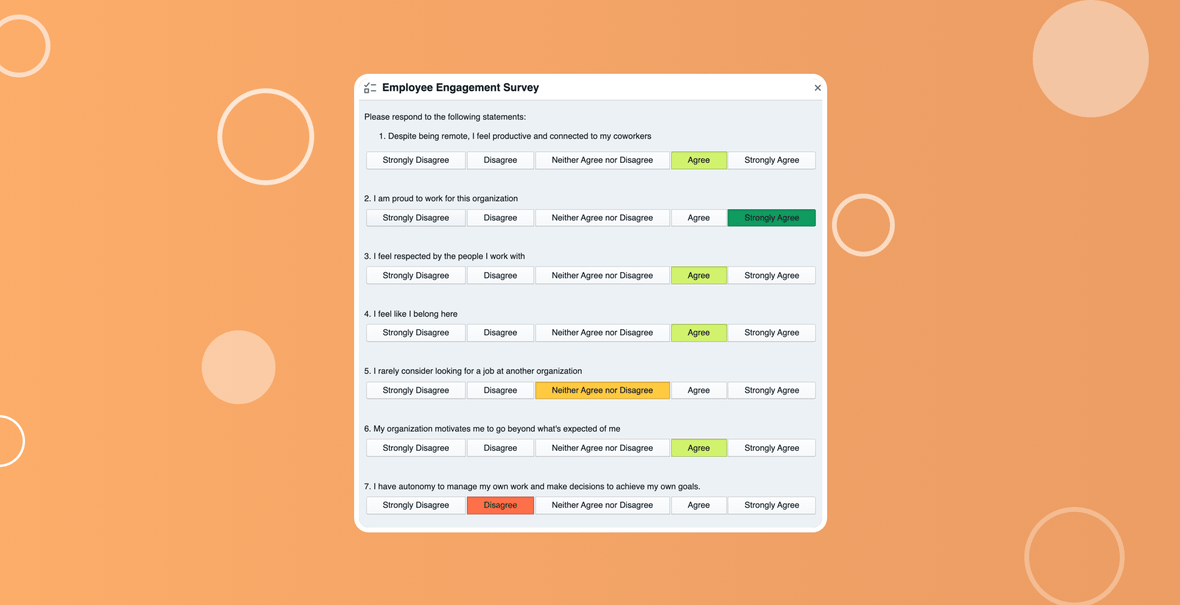 Employee Engagement Survey
Please respond to the following statements:
1. Despite being remote, I feel productive and connected to my coworkers
Strongly Disagree Disagree Neither Agree nor Disagree Agree Strongly Agree
2. I am proud to work for this organization
Strongly Disagree Disagree Neither Agree nor Disagree Agree Strongly Agree
3. I feel respected by the people I work with
Strongly Disagree Disagree Neither Agree nor Disagree Agree Strongly Agree
4. I feel like I belong here
Strongly Disagree Disagree Neither Agree nor Disagree Agree Strongly Agree
5. I rarely consider looking for a job at another organization
Strongly Disagree Disagree Neither Agree nor Disagree Agree Strongly Agree
6. My organization motivates me to go beyond what's expected of me
Strongly Disagree Disagree Neither Agree nor Disagree Agree Strongly Agree
7. I have autonomy to manage my own work and make decisions to achieve my own goals.
Strongly Disagree Disagree Neither Agree nor Disagree Agree Strongly Agree